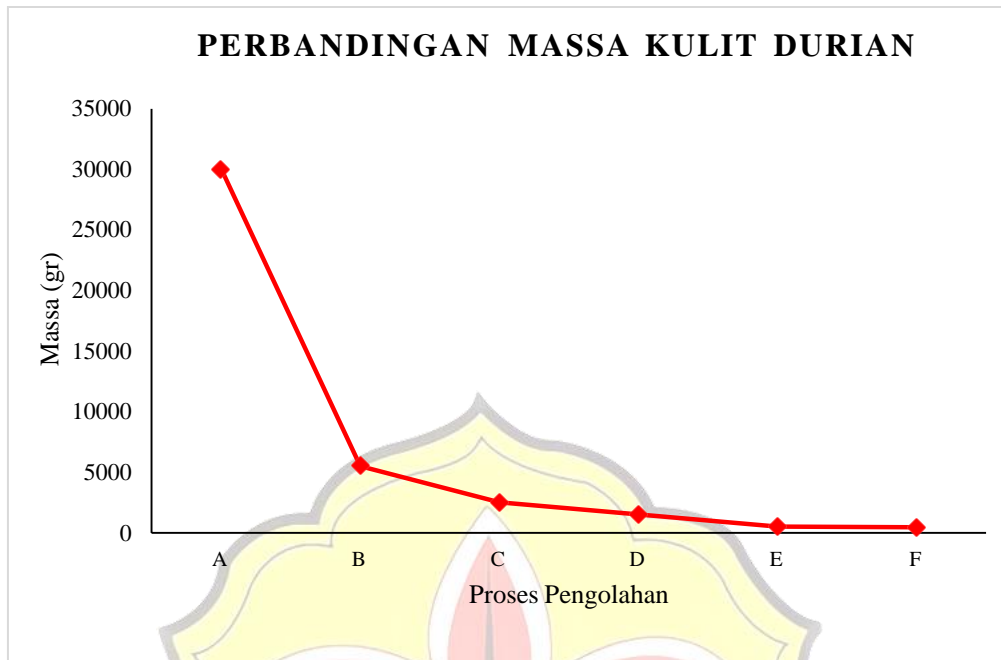 PERBANDINGAN MASSA KULIT DURIAN
35000
30000
25000
20000
15000
10000
5000
0
Massa (gr)
A B C D E F
Proses Pengolahan